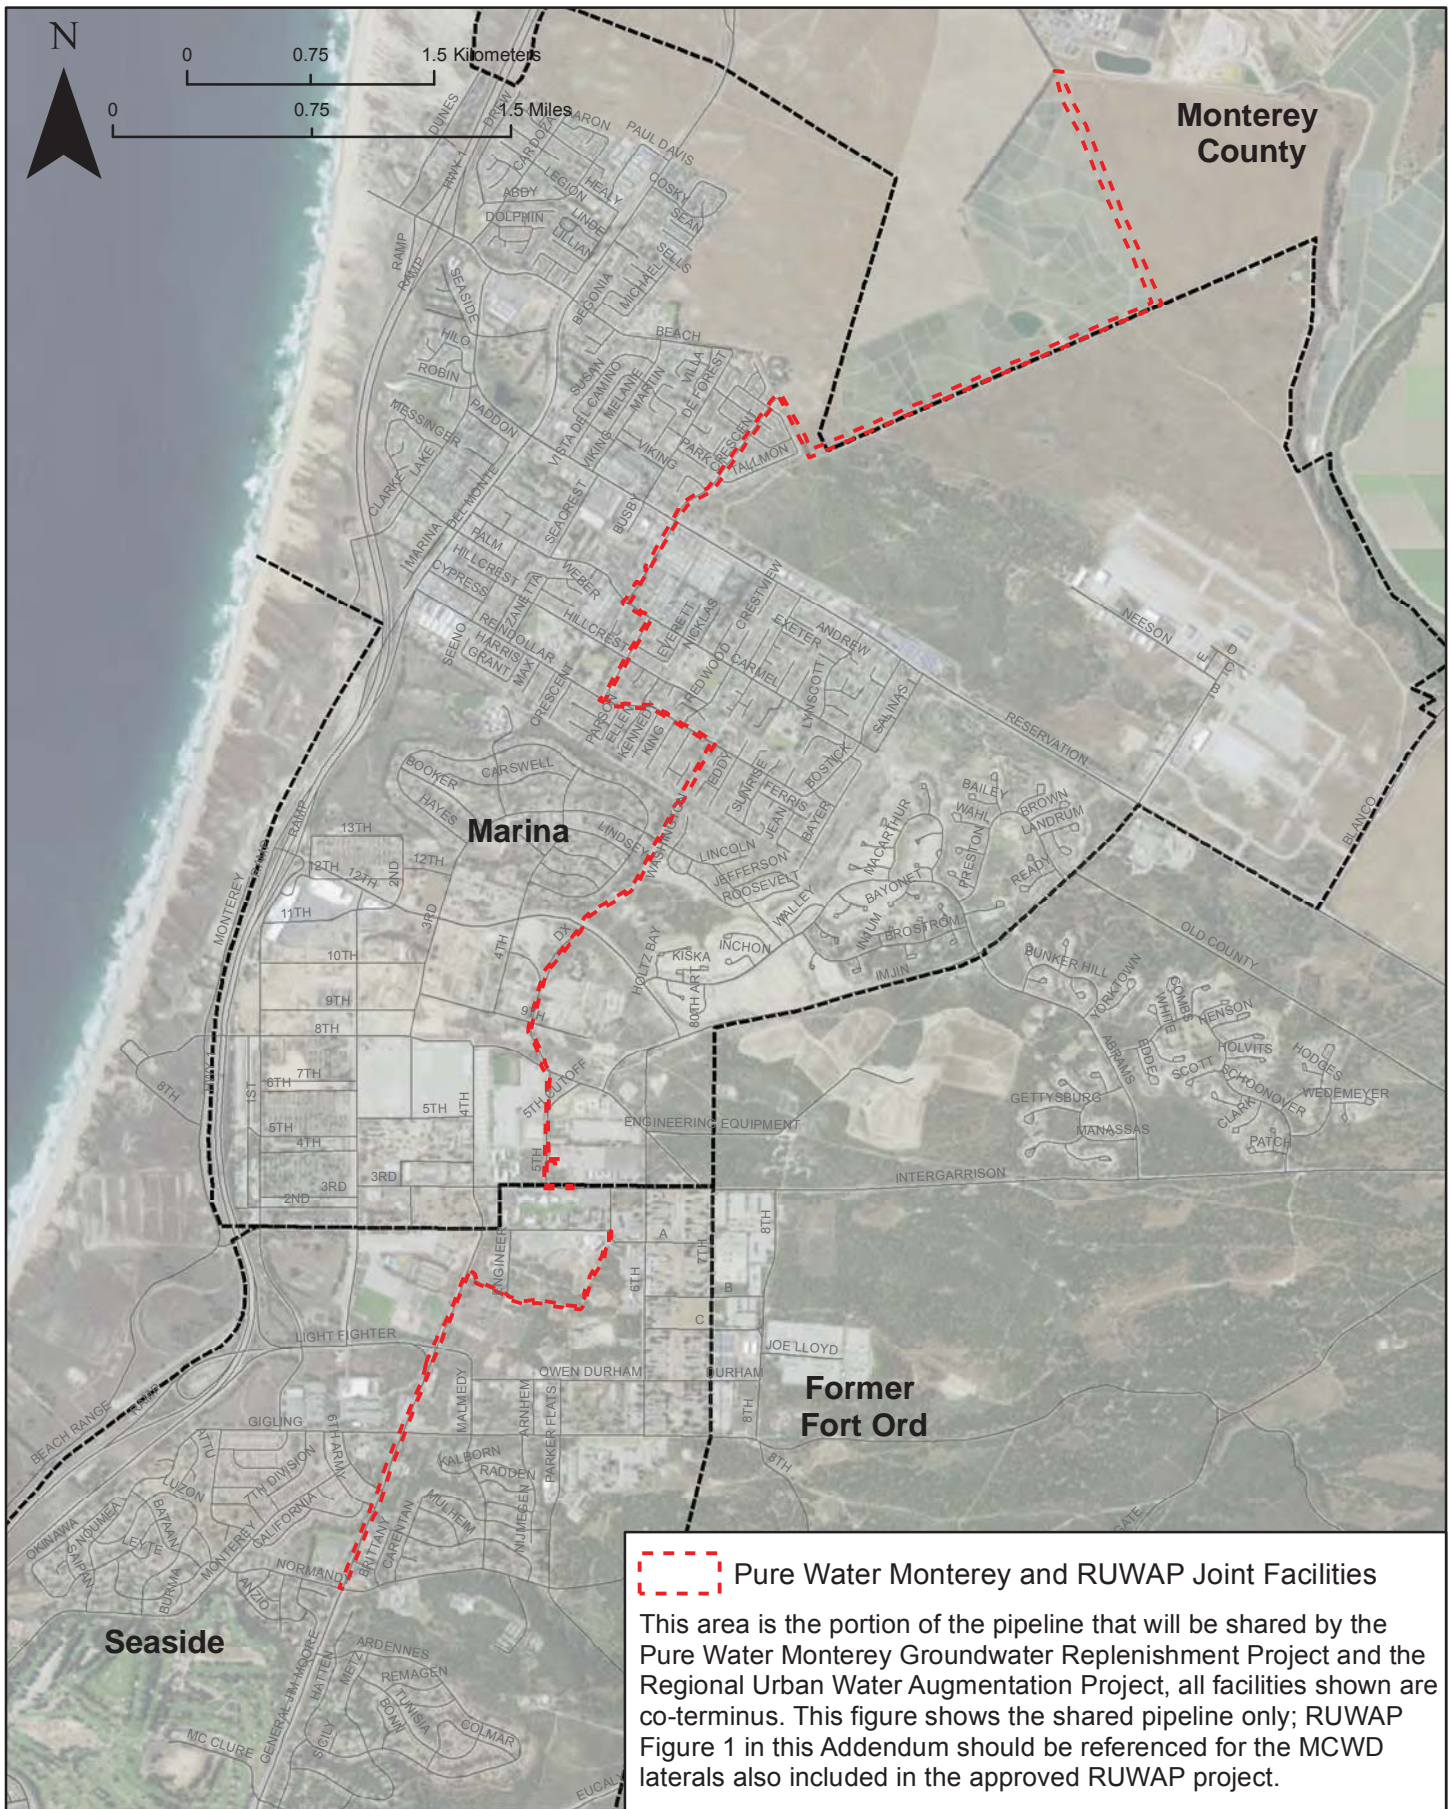 N
0 0.75 1.5 Kilometers
0 0.75 1.5 Miles
Monterey
County
DUNES
DREW
HWY 1
CARDOZA
PAUL DAVIS
COSKY
SEAN
ABDY
LEGION
HEALY
DOLPHIN
LINDE
LILLIAN
SELLS
MICHAEL
BEGONIA
RAMP
RAMP
SEASIDE
HILO
ROBIN
BEACH
SUSAN
VISTA DEL CAMINO
MELANIE
MARTIN
VILLA
DE FOREST
MESSINGER
PADDON
LAKE
CLARKE
VIKING
VIKING
PARK
CRESCENT
TALLMON
MARINA
DEL MONTE
SEACREST
BUSBY
PALM
HILLCREST
CYPRESS
WEBER
ZANETTA
REINDOLLAR
HARRIS
GRANT
SEENO
MAX
CRESCENT
HILLCREST
EVERETT
NICKLAS
CRESTVIEW
EXETER
ANDREW
REDWOOD
CARMEL
LYNSCOTT
SALINAS
NEESON
D
E
C
B
RESERVATION
PARSON
ELLEN
KENNEDY
KING
EDDY
SUNRISE
FERRIS
BOSTICK
JEAN
BAYER
BOOKER
CARSWELL
HAYES
LINDSEY
WASHINGTON
Marina
LINCOLN
JEFFERSON
ROOSEVELT
MACARTHUR
BAILEY
WAHL
BROWN
LANDRUM
PRESTON
READY
BAYONET
WALLEY
BROSTROM
IMJIN
BLANCO
OLD COUNTY
13TH
RAMP
12TH
12TH
2ND
12TH
11TH
3RD
4TH
DX
MONTEREY
10TH
9TH
8TH
9TH
HOLTZ BAY
KISKA
INCHON
80TH ART
BUNKER HILL
YORKTOWN
COMBS
WHITE
HENSON
HOLVITS
HODGES
ABRAMS
EDDE
SCOTT
SCHOONOVER
WEDEMEYER
CLARK
PATCH
GETTYSBURG
MANASSAS
8TH
HWY 1
1ST
7TH
6TH
5TH
4TH
5TH
4TH
5TH CUTOFF
5TH
ENGINEERING EQUIPMENT
3RD
3RD
2ND
INTERGARRISON
ENGINEER
A
7TH
8TH
6TH
B
C
LIGHT FIGHTER
JOE LLOYD
OWEN DURHAM
DURHAM
8TH
Former
Fort Ord
BEACH RANGE
RAMP
MALMEDY
ARNHEM
PARKER FLATS
GIGLING
6TH ARMY
ATTU
7TH DIVISION
LUZON
KALBORN
RADDEN
8TH
GATE
OKINAWA
NOUMEA
BATAAN
CALIFORNIA
MONTEREY
LEYTE
SAIPAN
BURMA
MULHEIM
NIJMEGEN
BRITTANY
CARENTAN
NORMANDY
ANZIO
Seaside
GENERAL JIM MOORE
HATTEN
METZ
ARDENNES
REMAGEN
TUNISIA
BONN
COLMAR
SICILY
MC CLURE
Pure Water Monterey and RUWAP Joint Facilities
This area is the portion of the pipeline that will be shared by the
Pure Water Monterey Groundwater Replenishment Project and the
Regional Urban Water Augmentation Project, all facilities shown are
co-terminus. This figure shows the shared pipeline only; RUWAP
Figure 1 in this Addendum should be referenced for the MCWD
laterals also included in the approved RUWAP project.